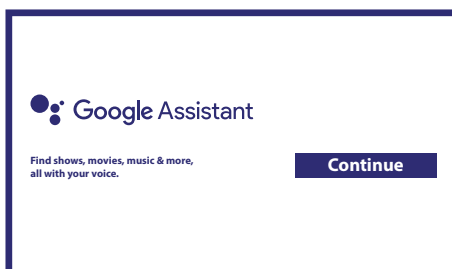 Google Assistant
Find shows, movies, music & more,
all with your voice.
Continue